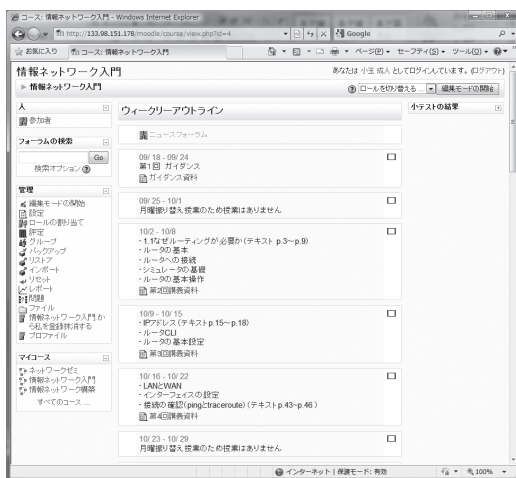 コース: 情報ネットワーク入門 - Windows Internet Explorer
http://133.98.151.178/moodle/course/view.php?id=4
Google
お気に入り
コース: 情報ネットワーク入門
ページ(P)
セーフティ(S)
ツール(O)
情報ネットワーク入門
あなたは 小玉 成人 としてログインしています。(ログアウト)
► 情報ネットワーク入門
ロールを切り替える ...
編集モードの開始
人
参加者
フォーラムの検索
Go
検索オプション
管理
編集モードの開始
設定
ロールの割り当て
評定
グループ
バックアップ
リストア
インポート
リセット
レポート
問題
ファイル
情報ネットワーク入門か
ら私を登録抹消する
プロファイル
マイコース
ネットワークゼミ
情報ネットワーク入門
情報ネットワーク構築
すべてのコース ...
ウィークリーアウトライン
ニュースフォーラム
09/18 - 09/24
第1回 ガイダンス
ガイダンス資料
09/25 - 10/1
月曜振り替え授業のため授業はありません
10/2 - 10/8
・1.1なぜルーティングが必要か(テキスト p.3~p.9)
・ルータの基本
・ルータへの接続
・シミュレータの基礎
・ルータの基本操作
第2回講義資料
10/9 - 10/15
・IPアドレス(テキストp.15~p.18)
・ルータCLI
・ルータの基本設定
第3回講義資料
10/16 - 10/22
・LANとWAN
・インターフェイスの設定
・接続の確認(pingとtraceroute)(テキストp.43~p.46)
第4回講義資料
10/23 - 10/29
月曜振り替え授業のため授業はありません
小テストの結果
インターネット | 保護モード: 有効
100%